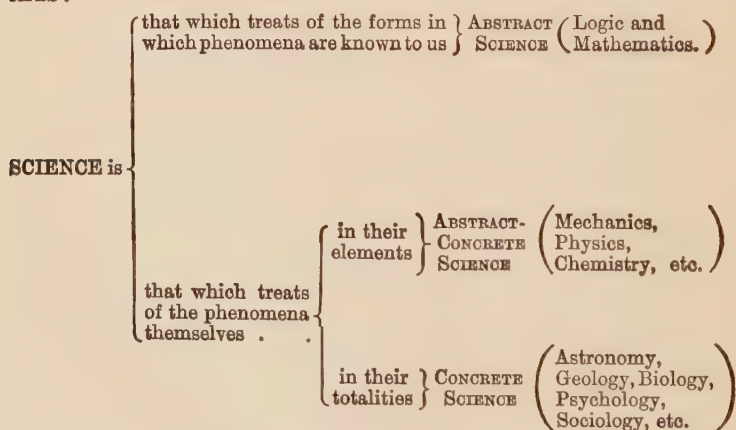 that which treats of the forms in } ABSTRACT ( Logic and
which phenomena are known to us } SCIENCE ( Mathematics. )
SCIENCE is
in their } ABSTRACT- ( Mechanics,
elements } CONCRETE ( Physics,
SCIENCE ( Chemistry, etc. )
that which treats
of the phenomena
themselves . .
in their } CONCRETE ( Astronomy,
totalities } SCIENCE ( Geology, Biology,
Psychology,
Sociology, etc. )